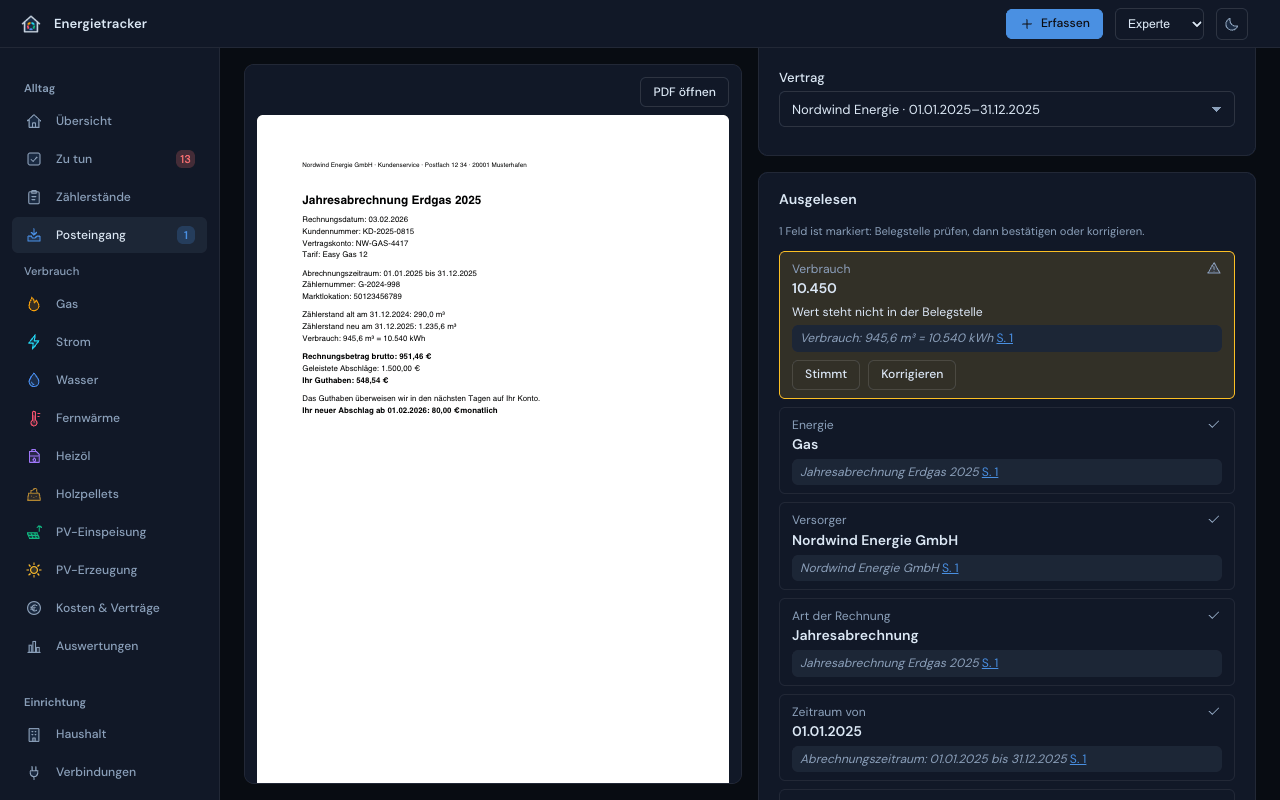 Energietracker
Erfassen
Experte
Alltag
Übersicht
Zu tun 13
Zählerstände
Posteingang 1
Verbrauch
Gas
Strom
Wasser
Fernwärme
Heizöl
Holzpellets
PV-Einspeisung
PV-Erzeugung
Kosten & Verträge
Auswertungen
Einrichtung
Haushalt
Verbindungen
PDF öffnen
Nordwind Energie GmbH · Kundenservice · Postfach 12 34 · 20001 Musterhafen
Jahresabrechnung Erdgas 2025
Rechnungsdatum: 03.02.2026
Kundennummer: KD-2025-0815
Vertragskonto: NW-GAS-4417
Tarif: Easy Gas 12
Abrechnungszeitraum: 01.01.2025 bis 31.12.2025
Zählernummer: G-2024-998
Marktlokation: 50123456789
Zählerstand alt am 31.12.2024: 290,0 m³
Zählerstand neu am 31.12.2025: 1.235,6 m³
Verbrauch: 945,6 m³ = 10.540 kWh
Rechnungsbetrag brutto: 951,46 €
Geleistete Abschläge: 1.500,00 €
Ihr Guthaben: 548,54 €
Das Guthaben überweisen wir in den nächsten Tagen auf Ihr Konto.
Ihr neuer Abschlag ab 01.02.2026: 80,00 € monatlich
Vertrag
Nordwind Energie · 01.01.2025–31.12.2025
Ausgelesen
1 Feld ist markiert: Belegstelle prüfen, dann bestätigen oder korrigieren.
Verbrauch
10.450
Wert steht nicht in der Belegstelle
Verbrauch: 945,6 m³ = 10.540 kWh S. 1
Stimmt Korrigieren
Energie
Gas
Jahresabrechnung Erdgas 2025 S. 1
Versorger
Nordwind Energie GmbH
Nordwind Energie GmbH S. 1
Art der Rechnung
Jahresabrechnung
Jahresabrechnung Erdgas 2025 S. 1
Zeitraum von
01.01.2025
Abrechnungszeitraum: 01.01.2025 bis 31.12.2025 S. 1